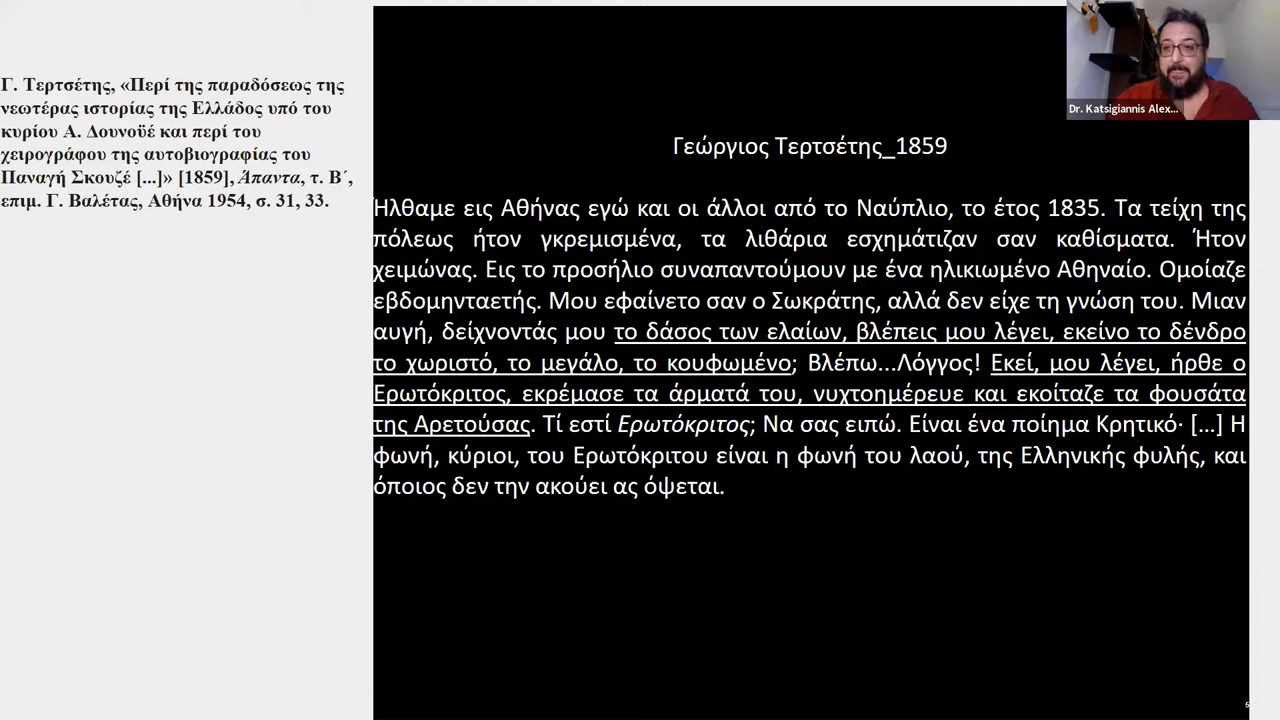 Γ. Τερτσέτης, «Περί της παραδόσεως της
νεωτέρας ιστορίας της Ελλάδος υπό του
κυρίου Α. Δουνοϋέ και περί του
χειρογράφου της αυτοβιογραφίας του
Παναγή Σκουζέ [...]» [1859], Άπαντα, τ. Β΄,
επιμ. Γ. Βαλέτας, Αθήνα 1954, σ. 31, 33.
Dr. Katsigiannis Alex...
Γεώργιος Τερτσέτης_1859
Ήλθαμε εις Αθήνας εγώ και οι άλλοι από το Ναύπλιο, το έτος 1835. Τα τείχη της
πόλεως ήτον γκρεμισμένα, τα λιθάρια εσχημάτιζαν σαν καθίσματα. Ήτον
χειμώνας. Εις το προσήλιο συναπαντούμουν με ένα ηλικιωμένο Αθηναίο. Ομοίαζε
εβδομηνταετής. Μου εφαίνετο σαν ο Σωκράτης, αλλά δεν είχε τη γνώση του. Μιαν
αυγή, δείχνοντάς μου το δάσος των ελαίων, βλέπεις μου λέγει, εκείνο το δένδρο
το χωριστό, το μεγάλο, το κουφωμένο; Βλέπω...Λόγγος! Εκεί, μου λέγει, ήρθε ο
Ερωτόκριτος, εκρέμασε τα άρματά του, νυχτοημέρευε και εκοίταζε τα φουσάτα
της Αρετούσας. Τί εστί Ερωτόκριτος; Να σας ειπώ. Είναι ένα ποίημα Κρητικό· [...] Η
φωνή, κύριοι, του Ερωτόκριτου είναι η φωνή του λαού, της Ελληνικής φυλής, και
όποιος δεν την ακούει ας όψεται.
5